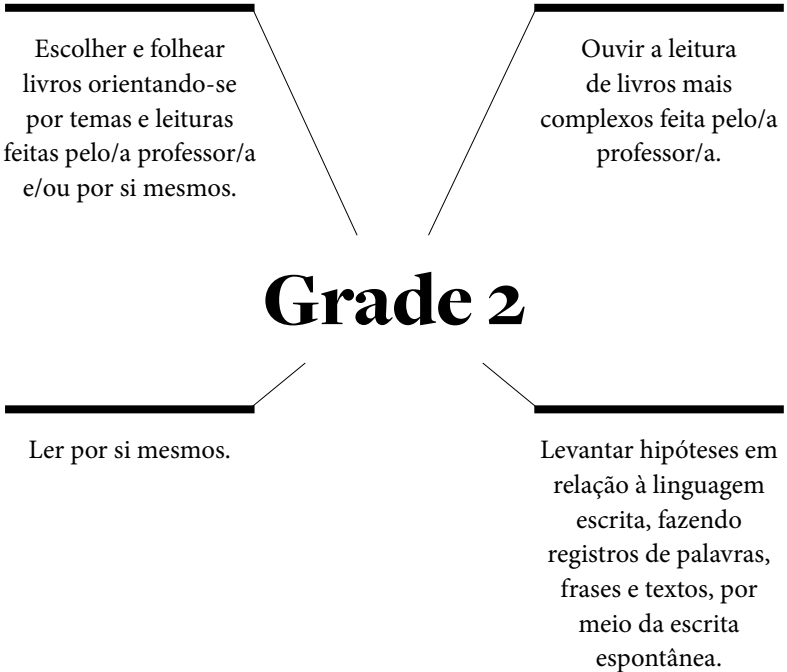 Escolher e folhear
livros orientando-se
por temas e leituras
feitas pelo/a professor/a
e/ou por si mesmos.
Ouvir a leitura
de livros mais
complexos feita pelo/a
professor/a.
Grade 2
Ler por si mesmos.
Levantar hipóteses em
relação à linguagem
escrita, fazendo
registros de palavras,
frases e textos, por
meio da escrita
espontânea.